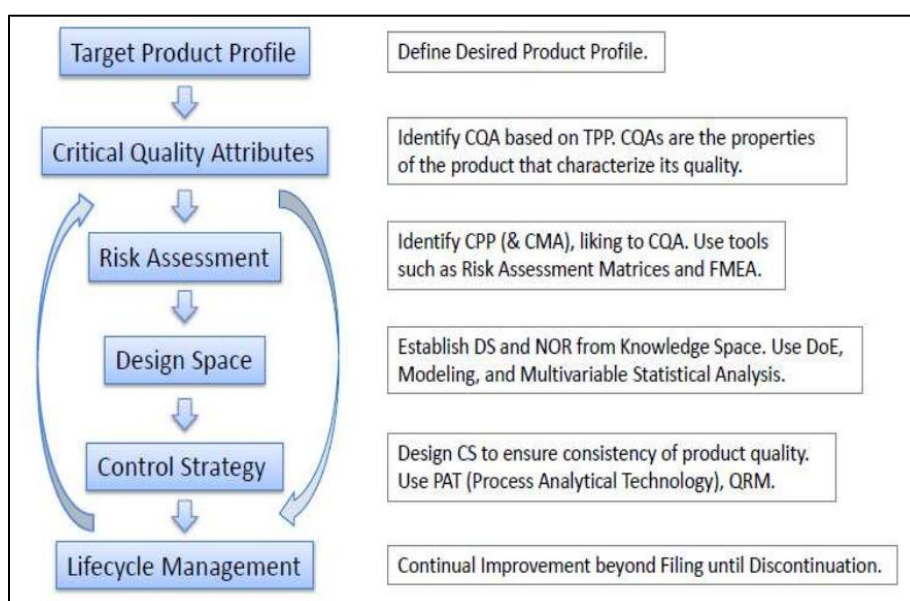 Target Product Profile
Define Desired Product Profile.
Critical Quality Attributes
Identify CQA based on TPP. CQAs are the properties
of the product that characterize its quality.
Risk Assessment
Identify CPP (& CMA), liking to CQA. Use tools
such as Risk Assessment Matrices and FMEA.
Design Space
Establish DS and NOR from Knowledge Space. Use DoE,
Modeling, and Multivariable Statistical Analysis.
Control Strategy
Design CS to ensure consistency of product quality.
Use PAT (Process Analytical Technology), QRM.
Lifecycle Management
Continual Improvement beyond Filing until Discontinuation.